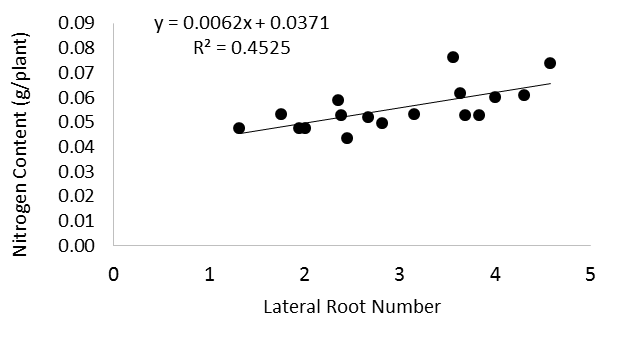 y = 0.0062x + 0.0371
R² = 0.4525
Nitrogen Content (g/plant)
0.09
0.08
0.07
0.06
0.05
0.04
0.03
0.02
0.01
0.00
0 1 2 3 4 5
Lateral Root Number